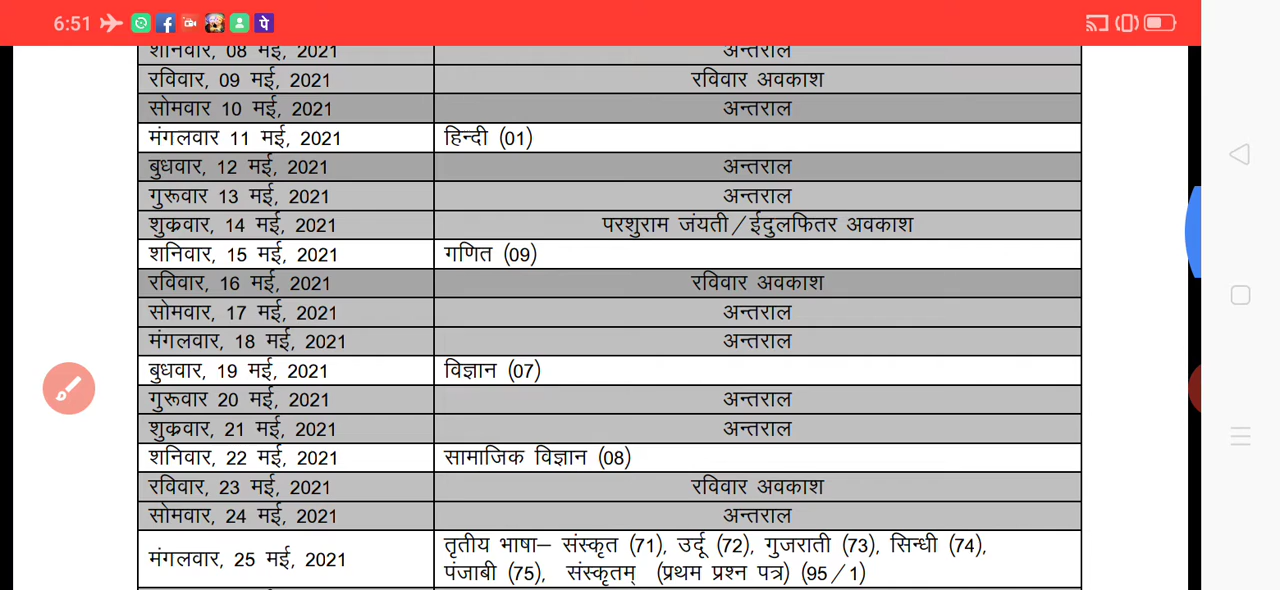 6:51
शनिवार, 08 मई, 2021 अन्तराल
रविवार, 09 मई, 2021 रविवार अवकाश
सोमवार 10 मई, 2021 अन्तराल
मंगलवार 11 मई, 2021 हिन्दी (01)
बुधवार, 12 मई, 2021 अन्तराल
गुरूवार 13 मई, 2021 अन्तराल
शुक्रवार, 14 मई, 2021 परशुराम जंयती/ईदुलफितर अवकाश
शनिवार, 15 मई, 2021 गणित (09)
रविवार, 16 मई, 2021 रविवार अवकाश
सोमवार, 17 मई, 2021 अन्तराल
मंगलवार, 18 मई, 2021 अन्तराल
बुधवार, 19 मई, 2021 विज्ञान (07)
गुरूवार 20 मई, 2021 अन्तराल
शुक्रवार, 21 मई, 2021 अन्तराल
शनिवार, 22 मई, 2021 सामाजिक विज्ञान (08)
रविवार, 23 मई, 2021 रविवार अवकाश
सोमवार, 24 मई, 2021 अन्तराल
मंगलवार, 25 मई, 2021 तृतीय भाषा– संस्कृत (71), उर्दू (72), गुजराती (73), सिन्धी (74),
पंजाबी (75), संस्कृतम् (प्रथम प्रश्न पत्र) (95/1)